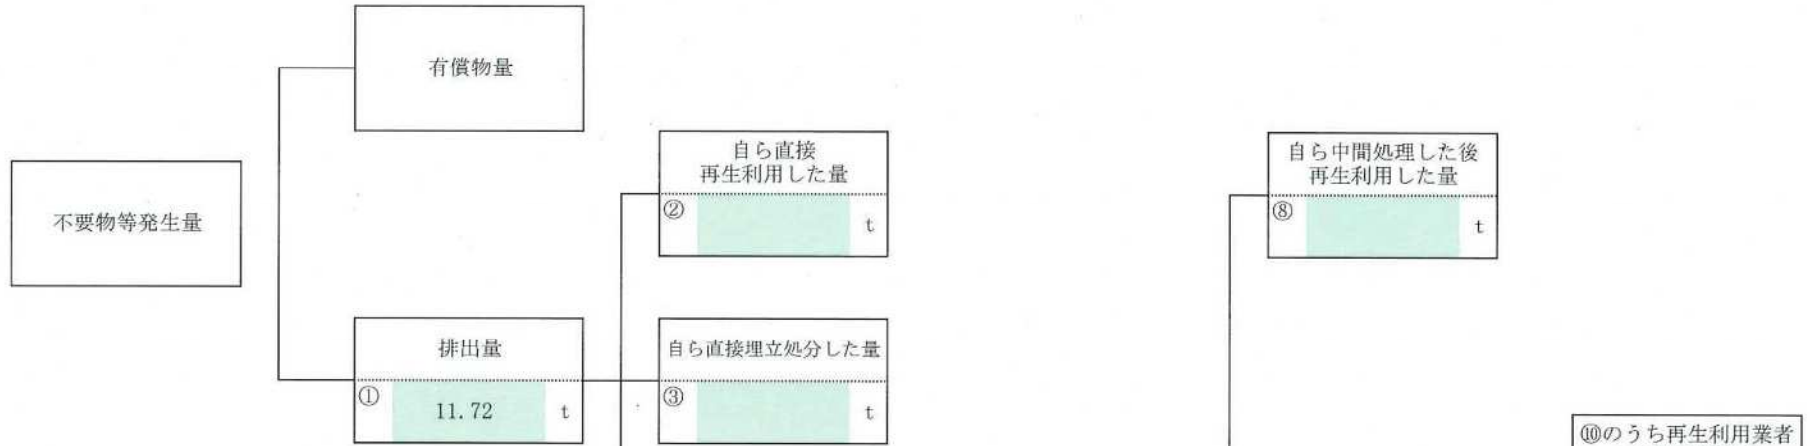 有償物量
自ら直接
再生利用した量
② t
自ら中間処理した後
再生利用した量
⑧ t
不要物等発生量
排出量
① 11.72 t
自ら直接埋立処分した量
③ t
⑩のうち再生利用業者